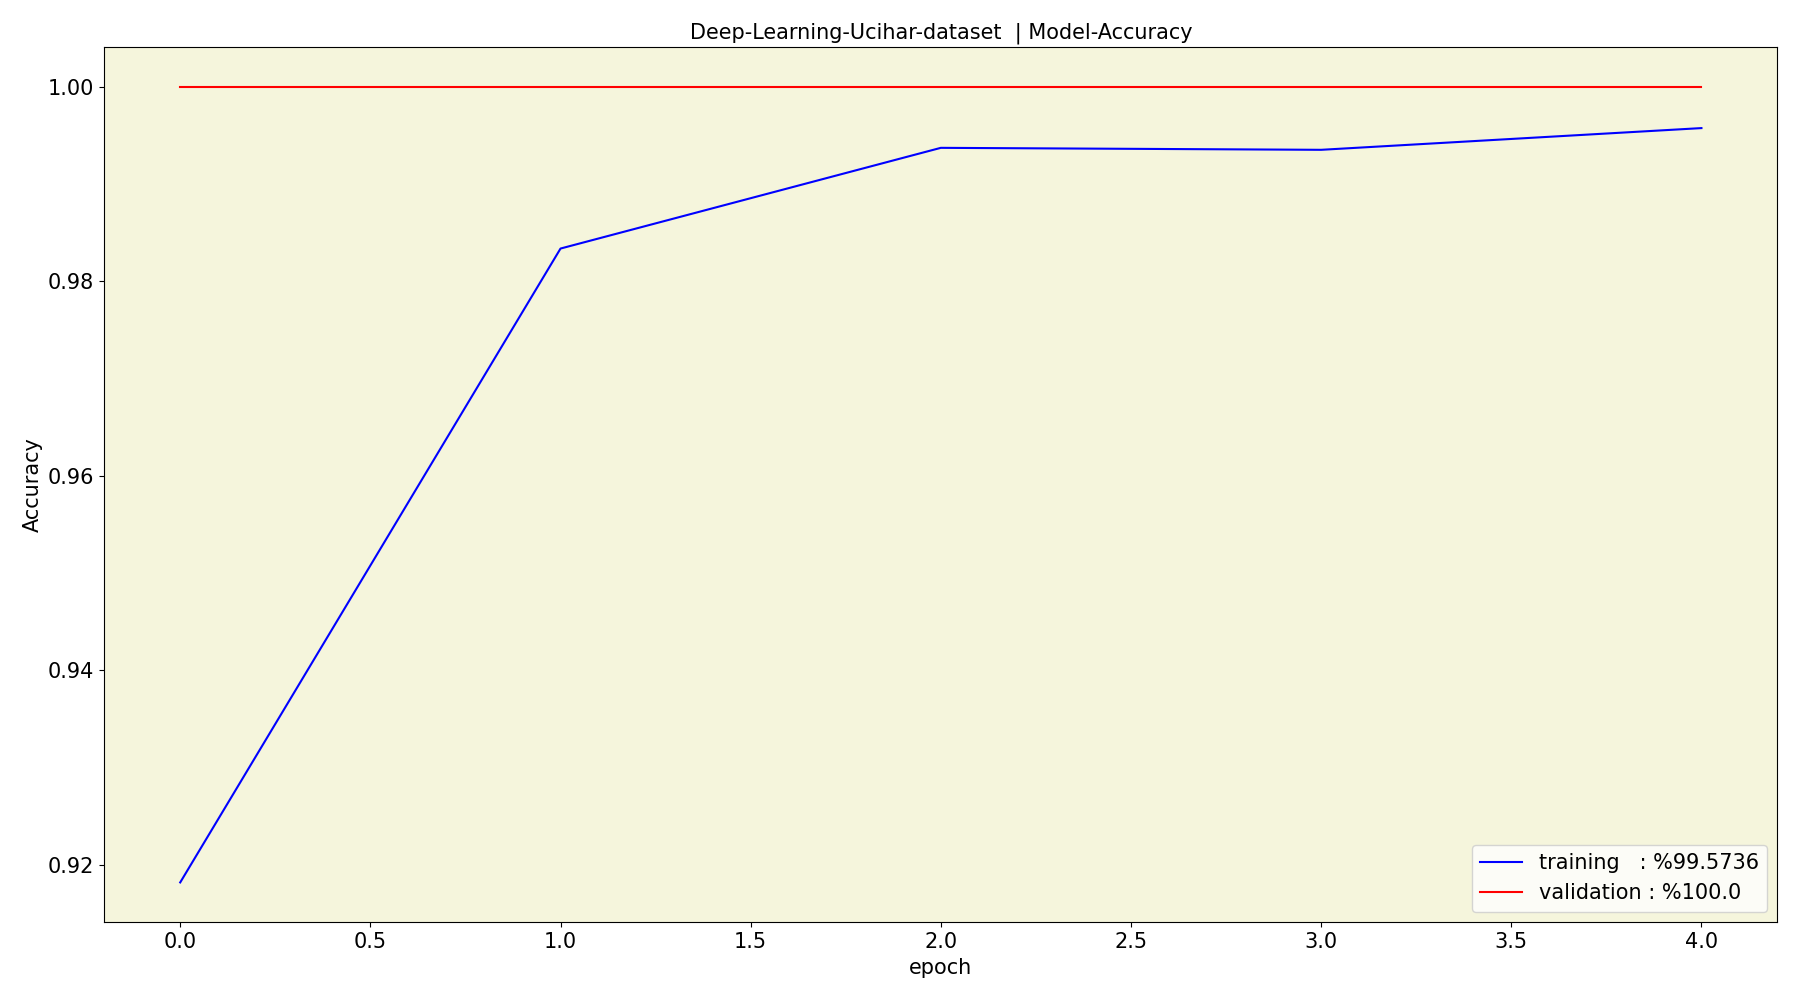 Deep-Learning-Ucihar-dataset  | Model-Accuracy
1.00
0.98
0.96
0.94
0.92
Accuracy
training   : %99.5736
validation : %100.0
0.0 0.5 1.0 1.5 2.0 2.5 3.0 3.5 4.0
epoch